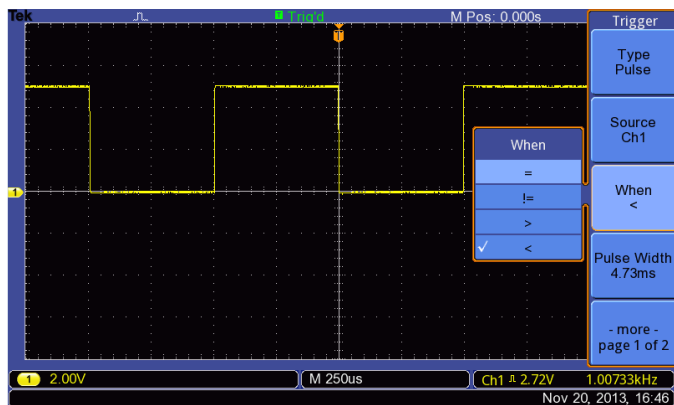 Tek Trig'd M Pos: 0.000s
T
T
Trigger
Type
Pulse
Source
Ch1
When
<
Pulse Width
4.73ms
- more -
page 1 of 2
When
=
!=
>
✓ <
1
1 2.00V M 250us Ch1 2.72V 1.00733kHz
Nov 20, 2013, 16:46